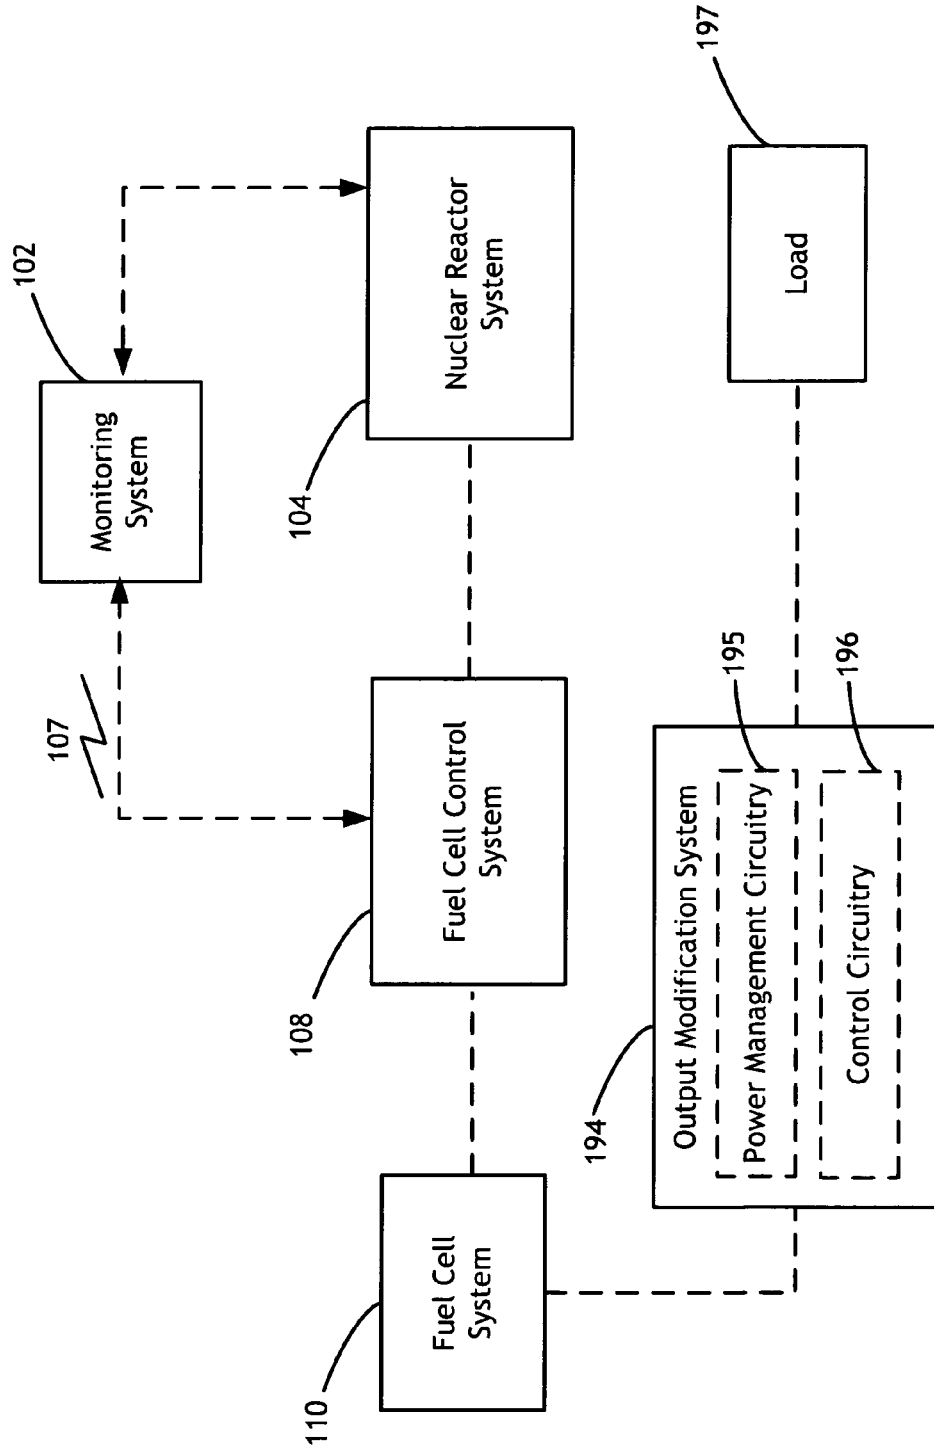 102
Monitoring
System
107
104
Nuclear Reactor
System
108
Fuel Cell Control
System
110
Fuel Cell
System
194
Output Modification System
195
Power Management Circuitry
196
Control Circuitry
197
Load